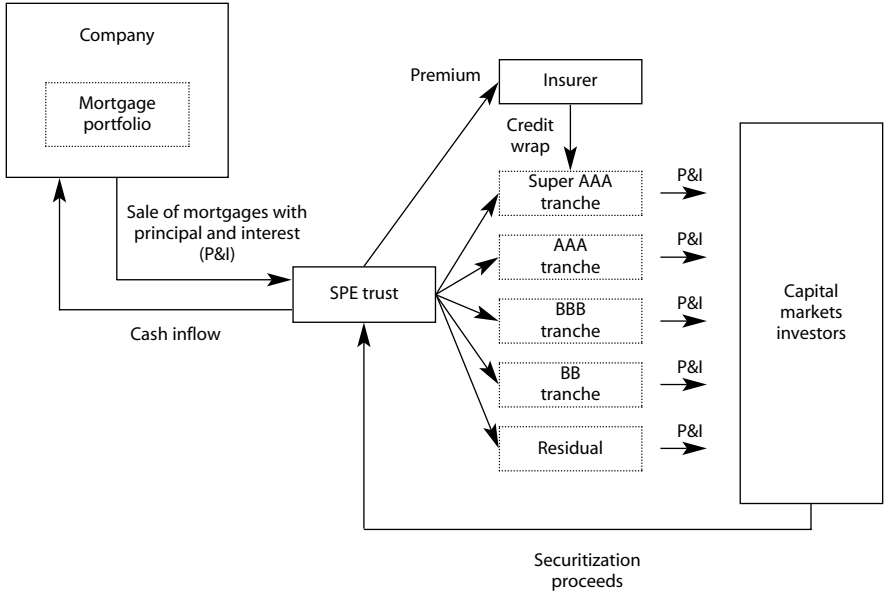 Company
Mortgage
portfolio
Premium
Insurer
Credit
wrap
Super AAA
tranche
P&I
Sale of mortgages with
principal and interest
(P&I)
AAA
tranche
P&I
SPE trust
BBB
tranche
P&I
Capital
markets
investors
Cash inflow
BB
tranche
P&I
Residual
P&I
Securitization
proceeds